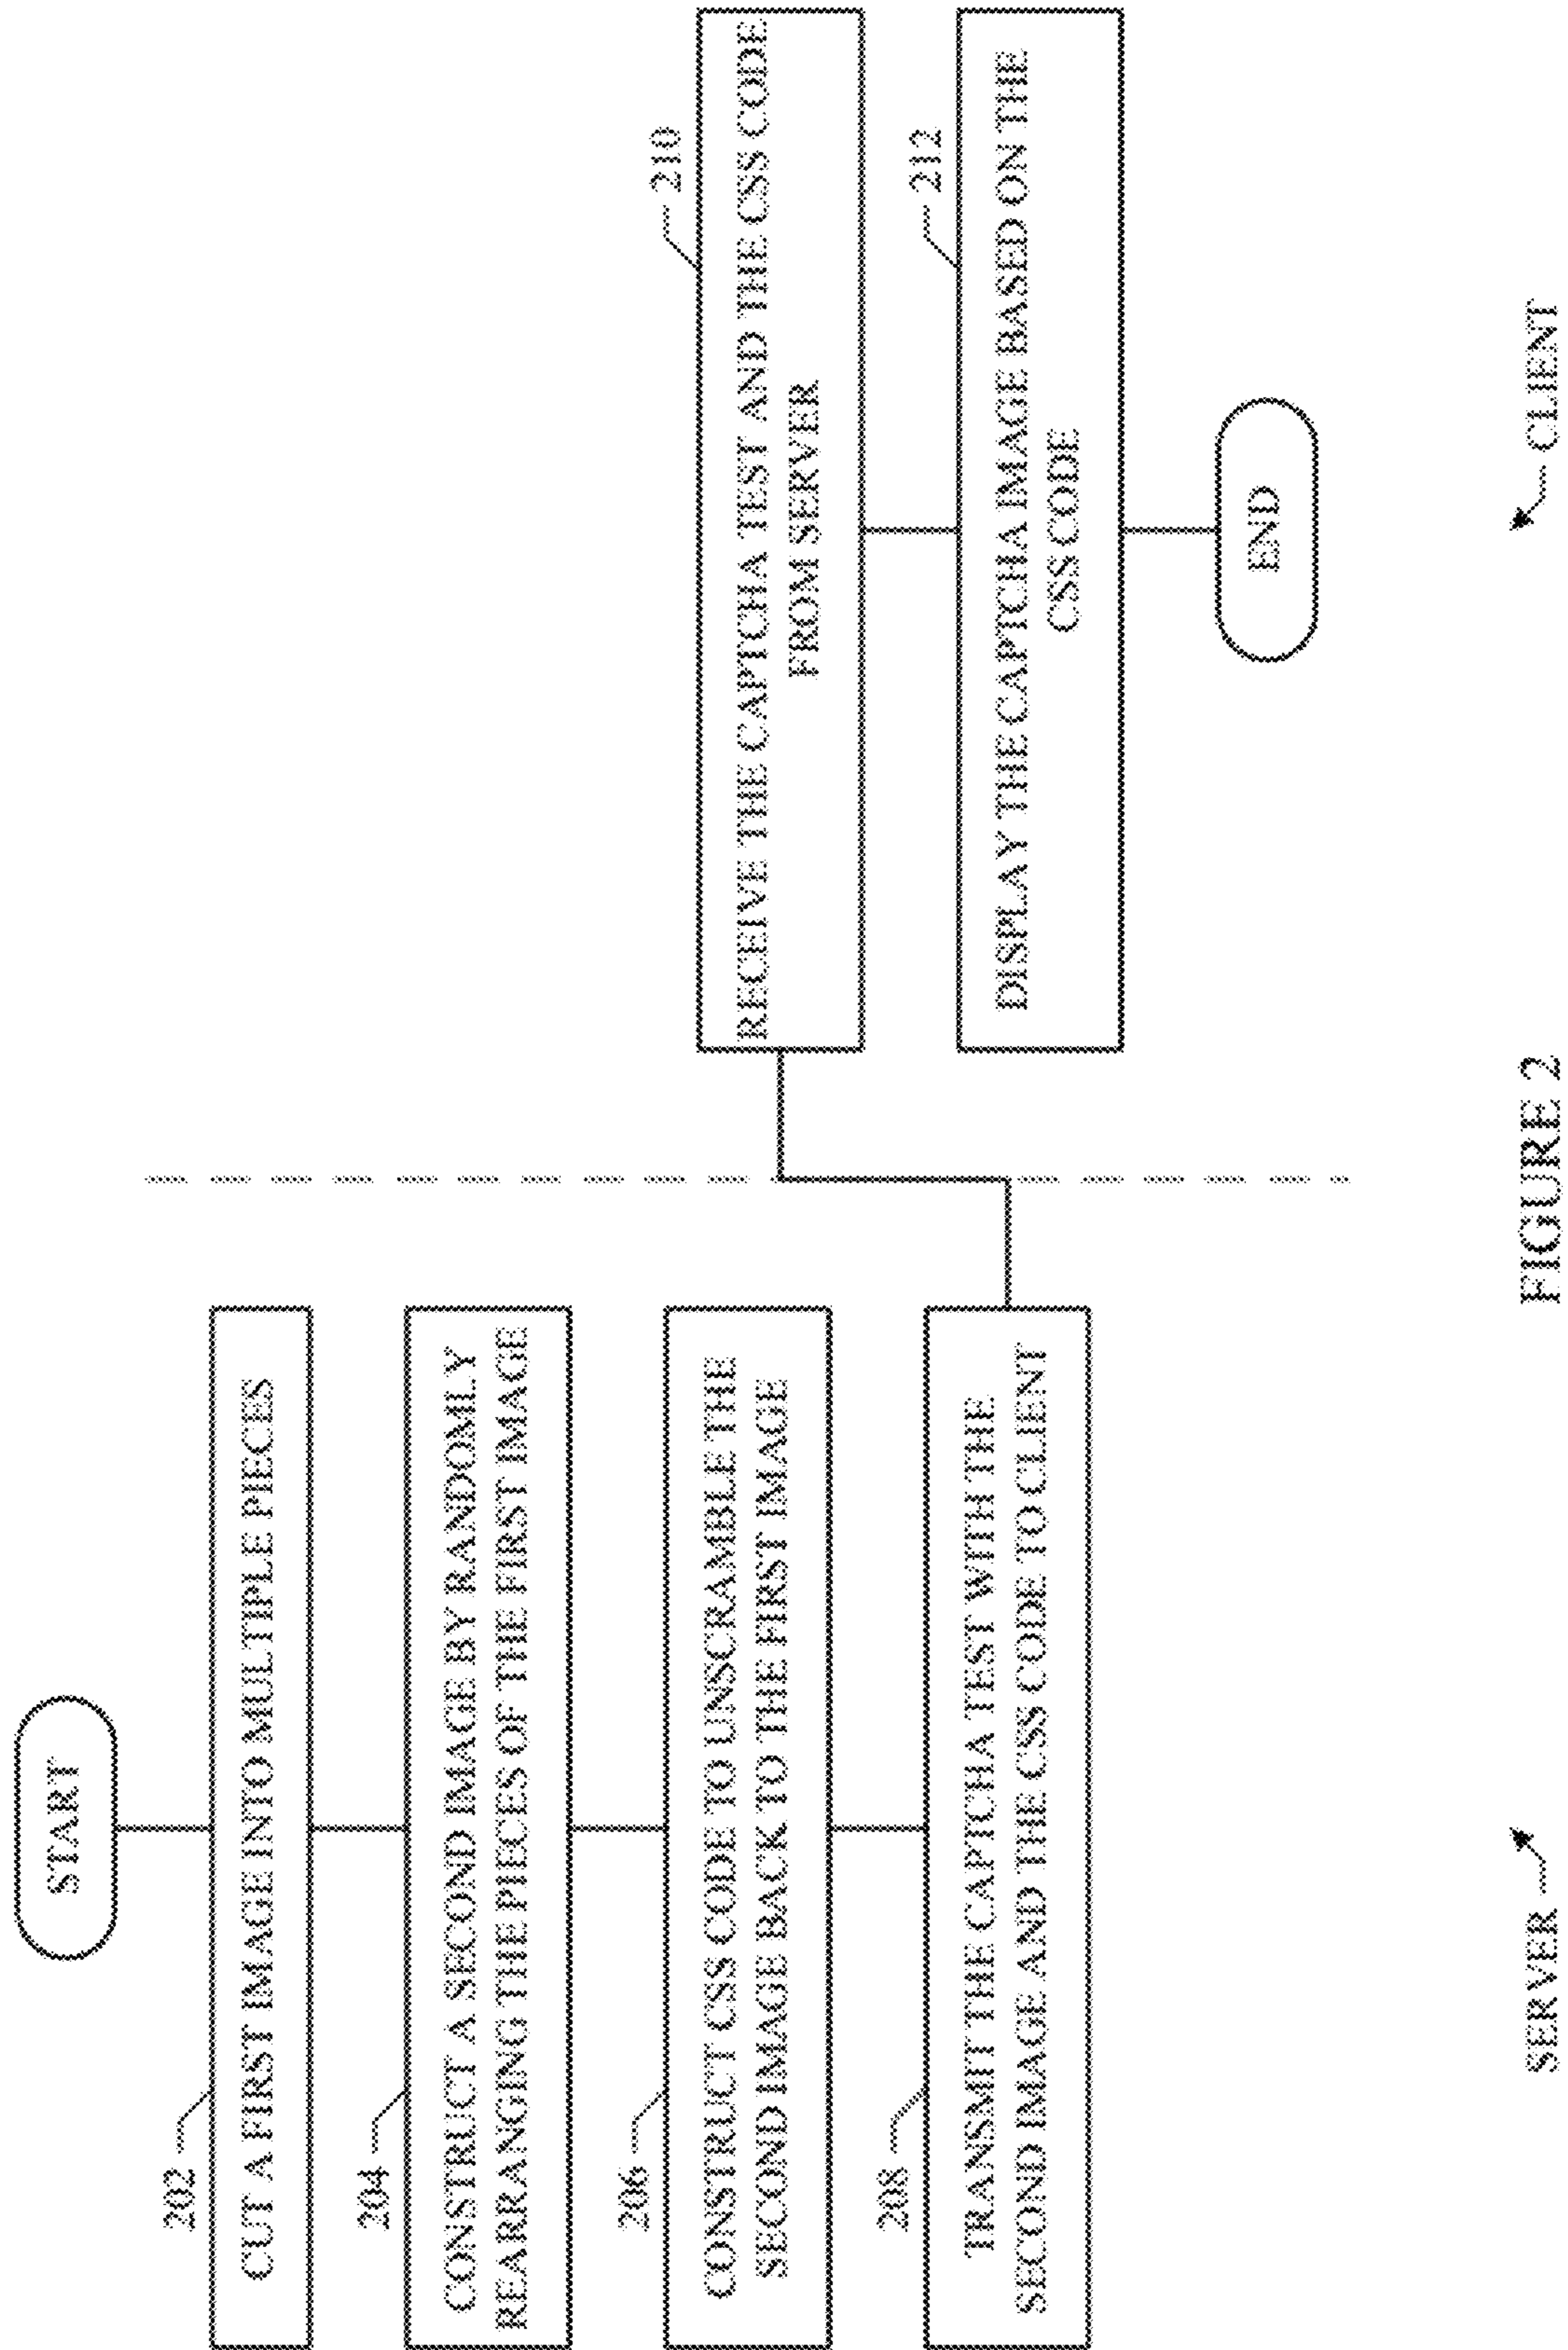 START
202
CUT A FIRST IMAGE INTO MULTIPLE PIECES
204
CONSTRUCT A SECOND IMAGE BY RANDOMLY
REARRANGING THE PIECES OF THE FIRST IMAGE
206
CONSTRUCT CSS CODE TO UNSCRAMBLE THE
SECOND IMAGE BACK TO THE FIRST IMAGE
208
TRANSMIT THE CAPTCHA TEST WITH THE
SECOND IMAGE AND THE CSS CODE TO CLIENT
210
RECEIVE THE CAPTCHA TEST AND THE CSS CODE
FROM SERVER
212
DISPLAY THE CAPTCHA IMAGE BASED ON THE
CSS CODE
END
SERVER
CLIENT
FIGURE 2